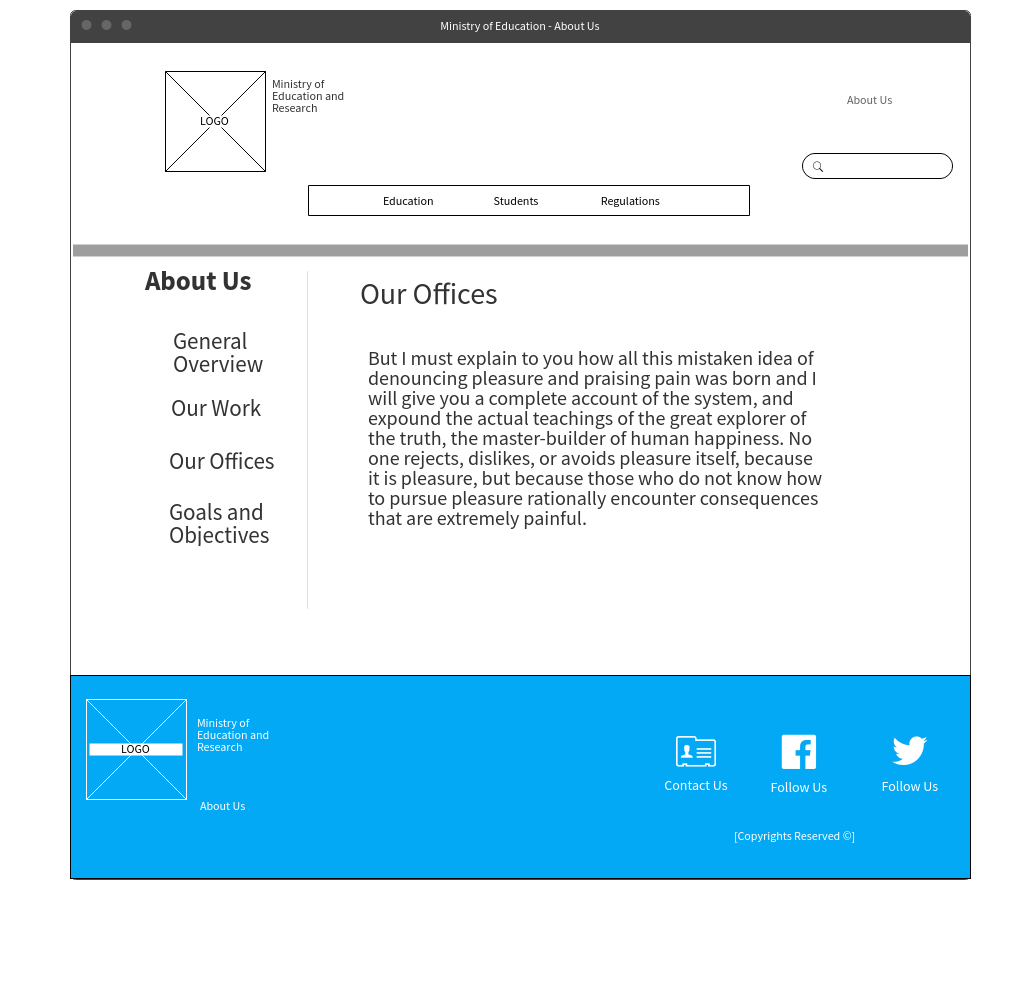 Ministry of Education - About Us
Ministry of
Education and
Research
LOGO
About Us
Education Students Regulations
About Us
General
Overview
Our Work
Our Offices
Goals and
Objectives
Our Offices
But I must explain to you how all this mistaken idea of
denouncing pleasure and praising pain was born and I
will give you a complete account of the system, and
expound the actual teachings of the great explorer of
the truth, the master-builder of human happiness. No
one rejects, dislikes, or avoids pleasure itself, because
it is pleasure, but because those who do not know how
to pursue pleasure rationally encounter consequences
that are extremely painful.
LOGO
Ministry of
Education and
Research
About Us
Contact Us
Follow Us
Follow Us
[Copyrights Reserved ©]